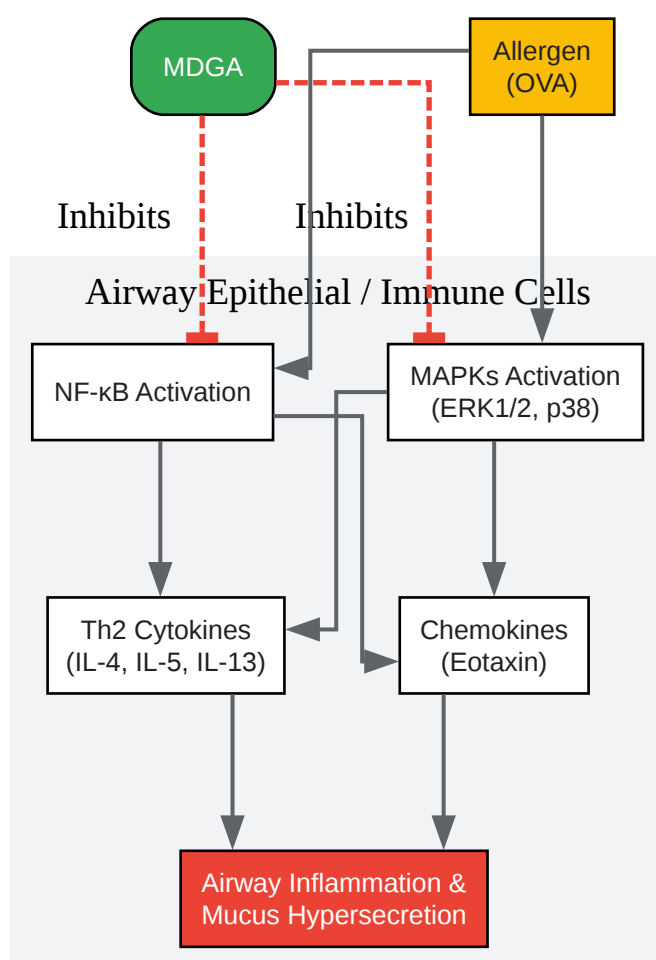 MDGA
Allergen
(OVA)
Inhibits
Inhibits
Airway Epithelial / Immune Cells
NF-κB Activation
MAPKs Activation
(ERK1/2, p38)
Th2 Cytokines
(IL-4, IL-5, IL-13)
Chemokines
(Eotaxin)
Airway Inflammation &
Mucus Hypersecretion